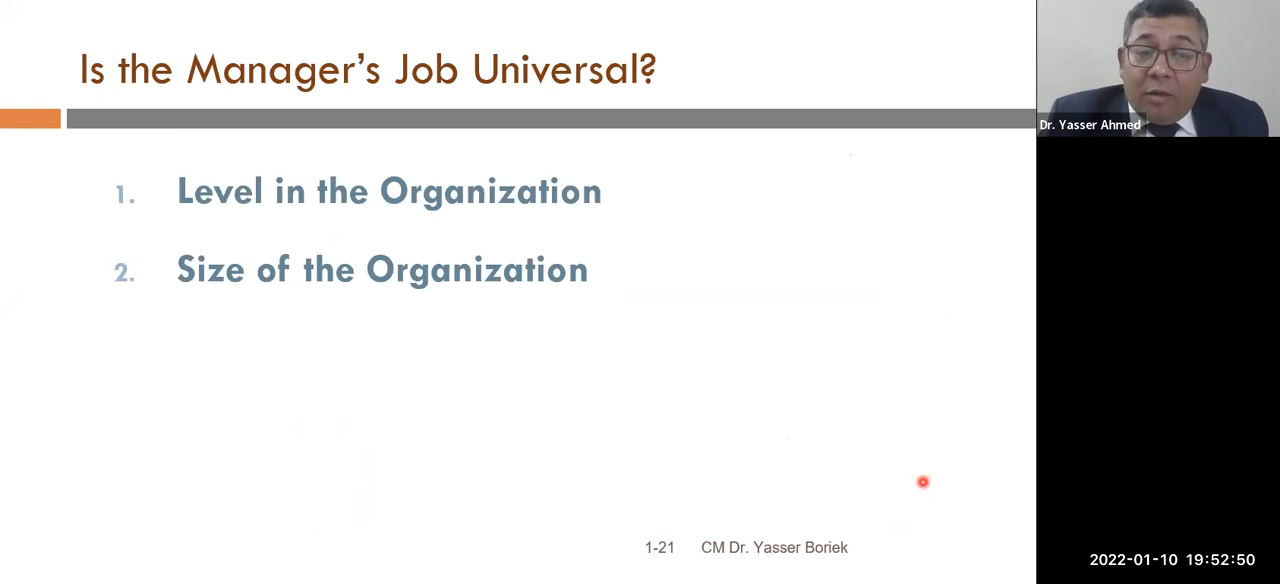 Is the Manager's Job Universal?
Dr. Yasser Ahmed
1. Level in the Organization
2. Size of the Organization
1-21 CM Dr. Yasser Boriek
2022-01-10 19:52:50